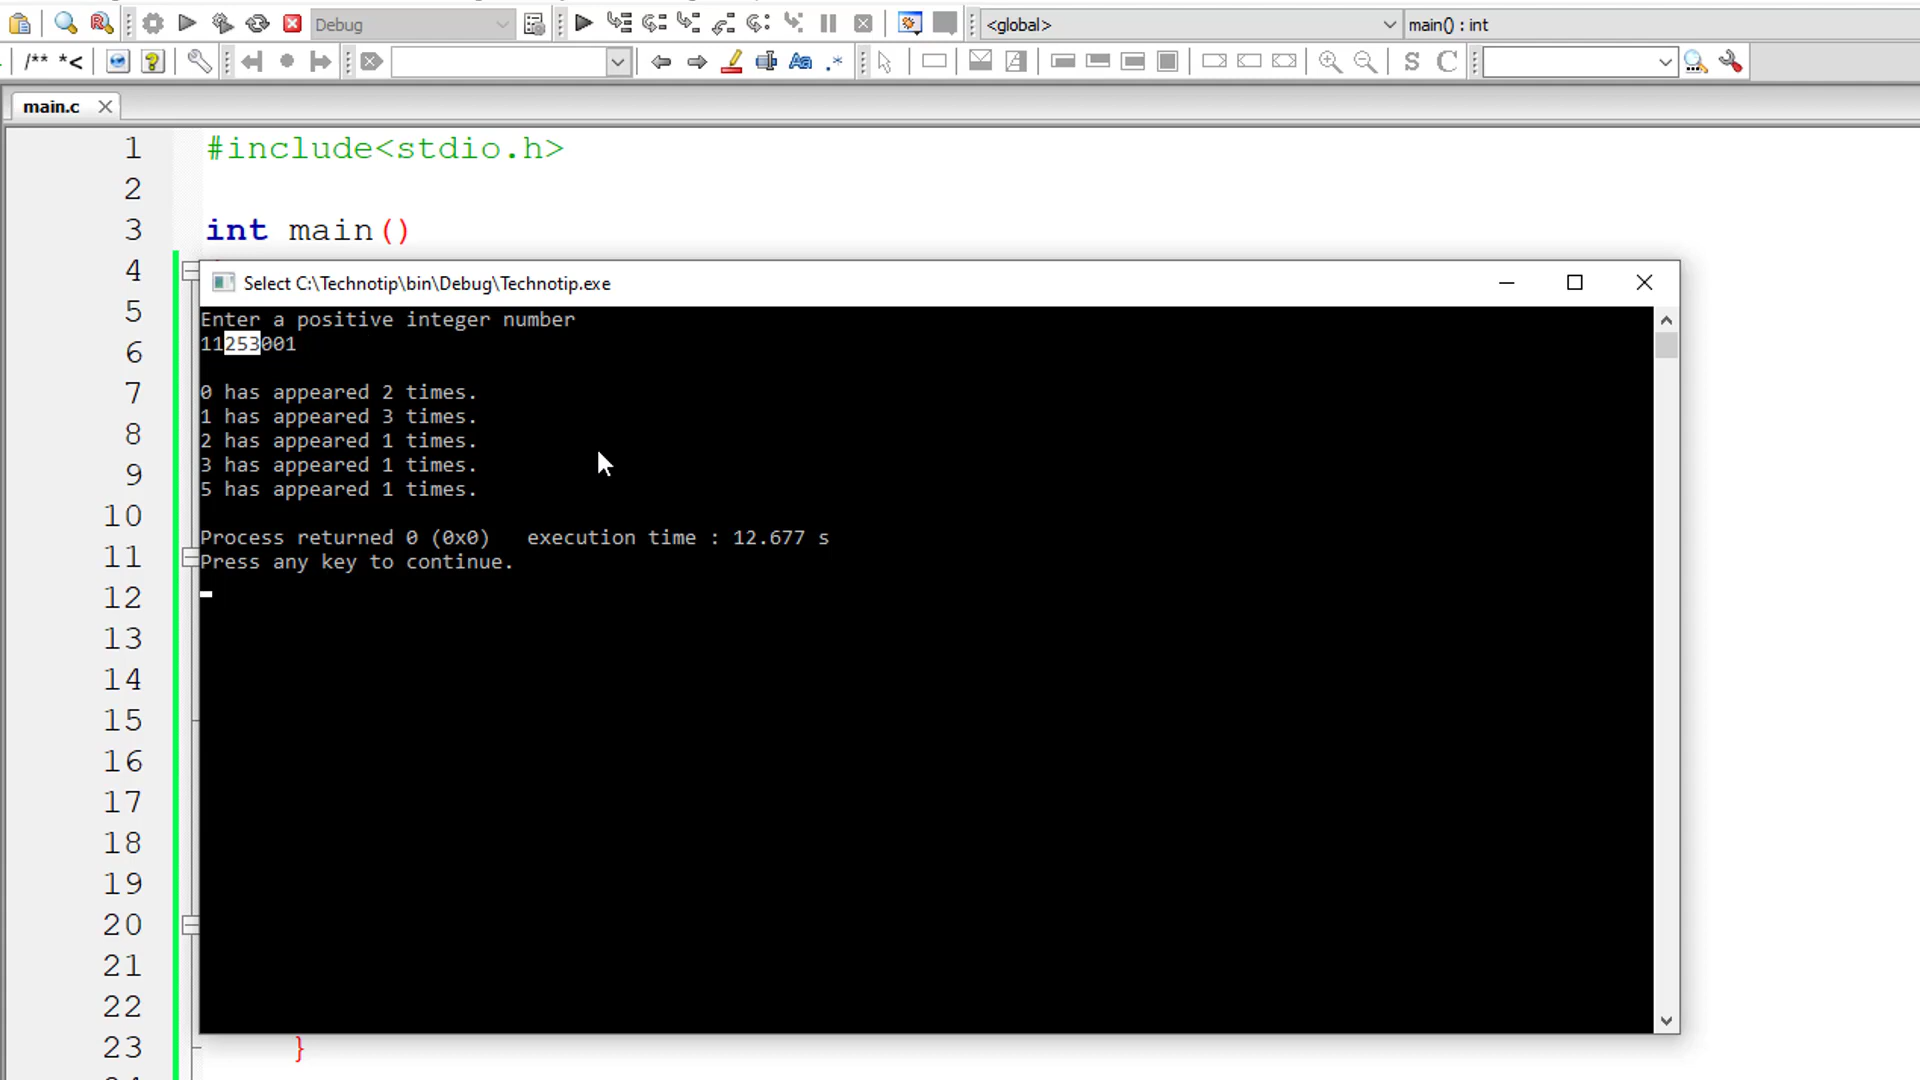 Debug
<global>
main() : int
/** *<
Aa .*
S C
main.c
1 #include<stdio.h>
2
3 int main()
4
Select C:\Technotip\bin\Debug\Technotip.exe
5
Enter a positive integer number
6
11253001
7
0 has appeared 2 times.
1 has appeared 3 times.
8
2 has appeared 1 times.
3 has appeared 1 times.
9
5 has appeared 1 times.
10
Process returned 0 (0x0)   execution time : 12.677 s
11
Press any key to continue.
12
13
14
15
16
17
18
19
20
21
22
23 }